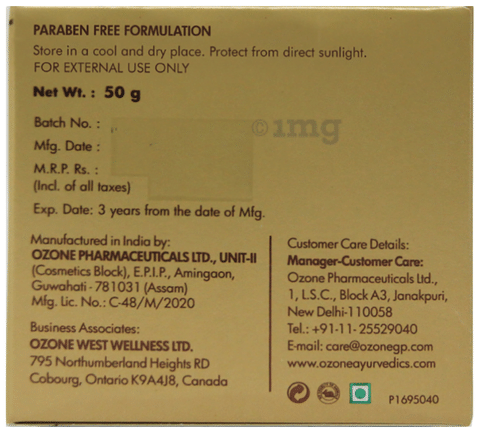 PARABEN FREE FORMULATION
Store in a cool and dry place. Protect from direct sunlight.
FOR EXTERNAL USE ONLY
Net Wt. : 50 g
©1mg
Batch No. :
Mfg. Date :
M.R.P. Rs. :
(Incl. of all taxes)
Exp. Date: 3 years from the date of Mfg.
Manufactured in India by:
OZONE PHARMACEUTICALS LTD., UNIT-II
(Cosmetics Block), E.P.I.P., Amingaon,
Guwahati - 781031 (Assam)
Mfg. Lic. No.: C-48/M/2020
Business Associates:
OZONE WEST WELLNESS LTD.
795 Northumberland Heights RD
Cobourg, Ontario K9A4J8, Canada
Customer Care Details:
Manager-Customer Care:
Ozone Pharmaceuticals Ltd.,
1, L.S.C., Block A3, Janakpuri,
New Delhi-110058
Tel.: +91-11- 25529040
E-mail: care@ozonegp.com
www.ozoneayurvedics.com
P1695040